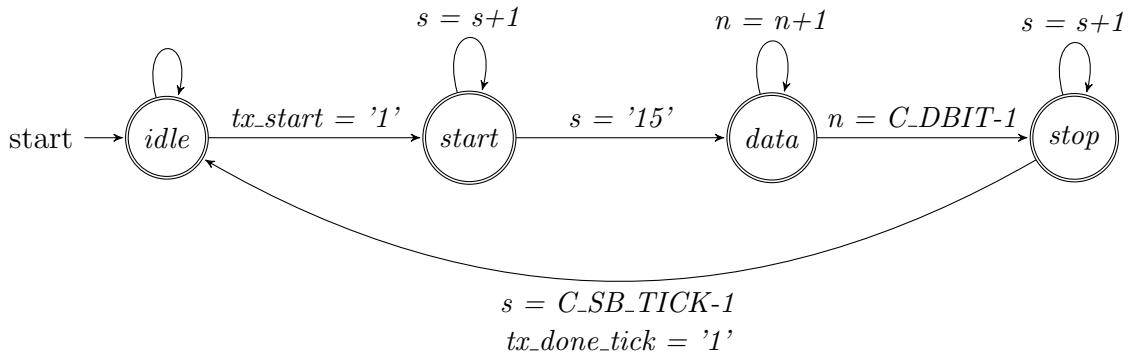 s = s+1
n = n+1
s = s+1
start
idle
tx_start = '1'
start
s = '15'
data
n = C_DBIT-1
stop
s = C_SB_TICK-1
tx_done_tick = '1'